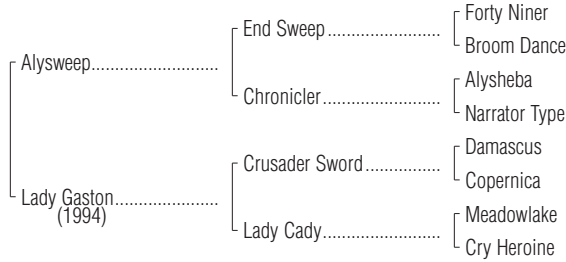 Forty Niner
End Sweep..........................
Broom Dance
Alysweep.............................
Alysheba
Chronicler...........................
Narrator Type
Damascus
Crusader Sword.................
Copernica
Lady Gaston.......................
(1994)
Meadowlake
Lady Cady...........................
Cry Heroine